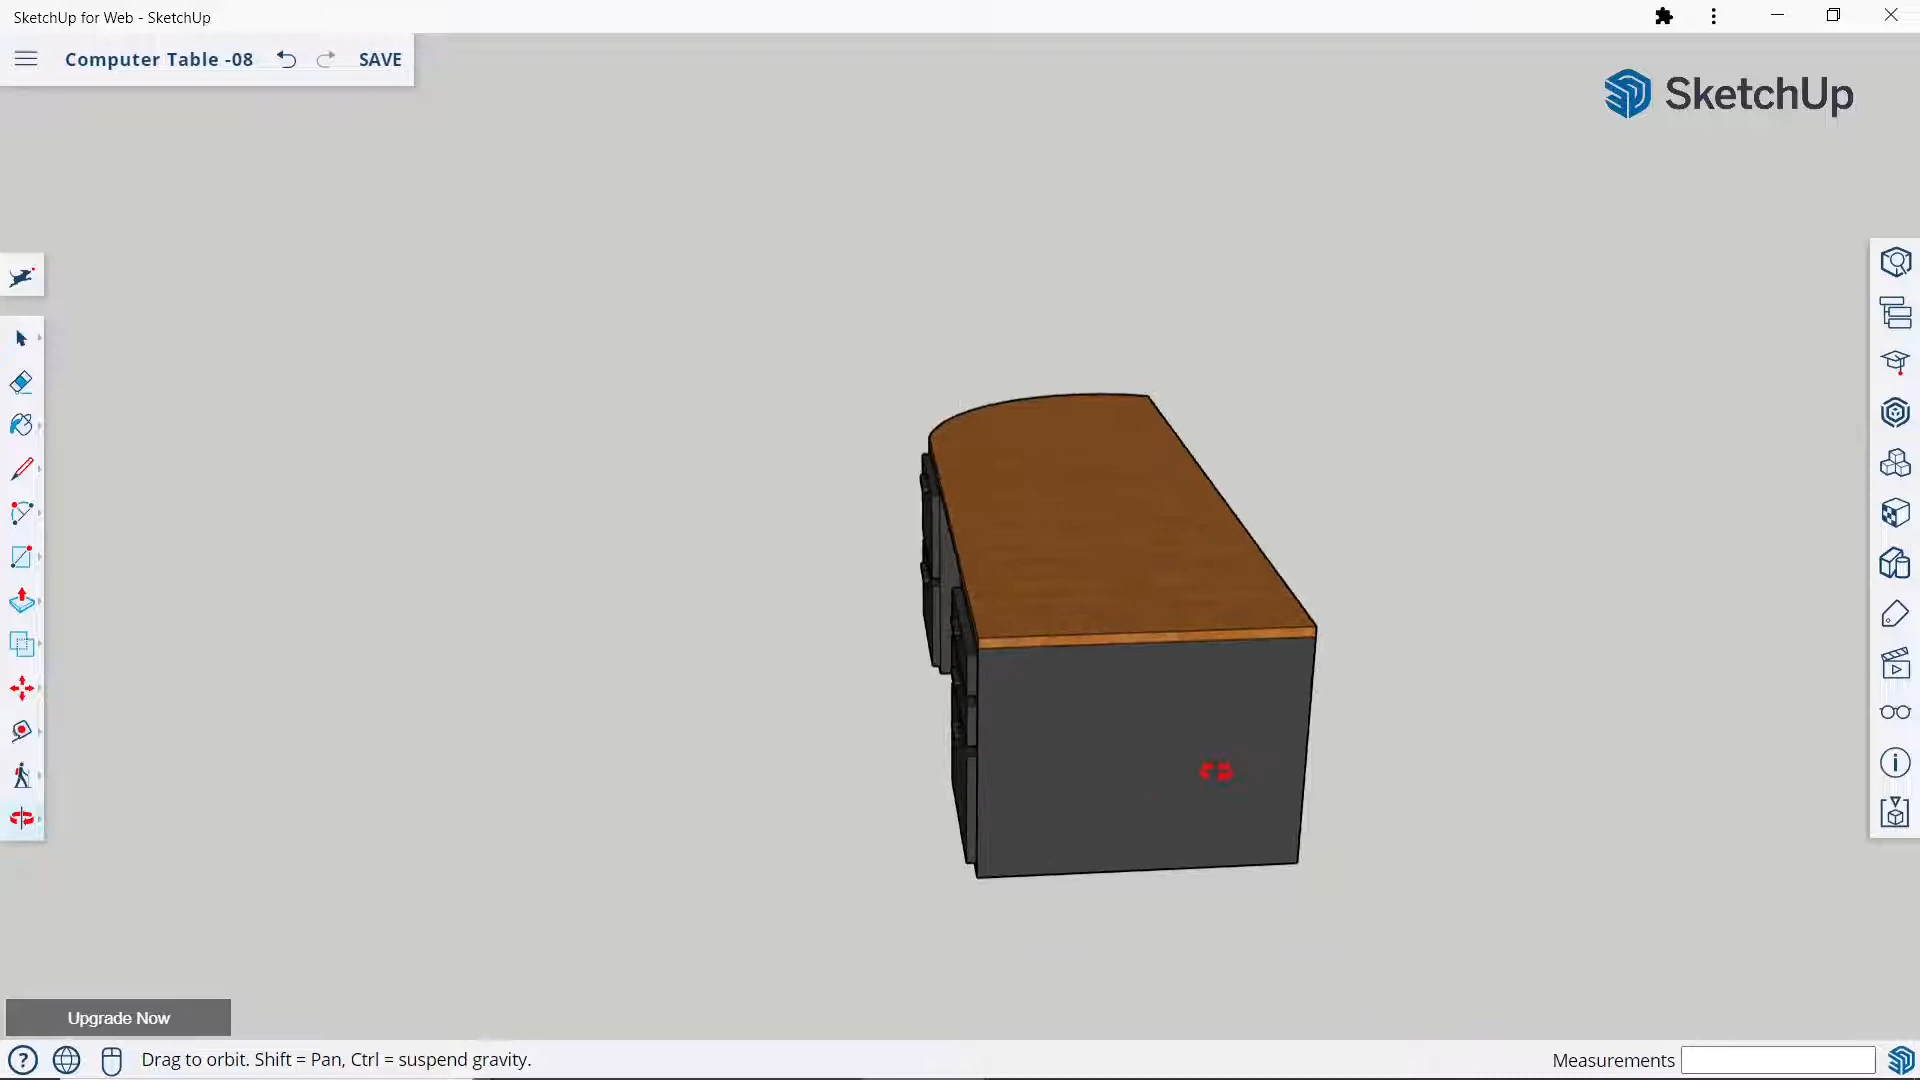 SketchUp for Web - SketchUp
Computer Table -08 SAVE
SketchUp
Upgrade Now
Drag to orbit. Shift = Pan, Ctrl = suspend gravity.
Measurements